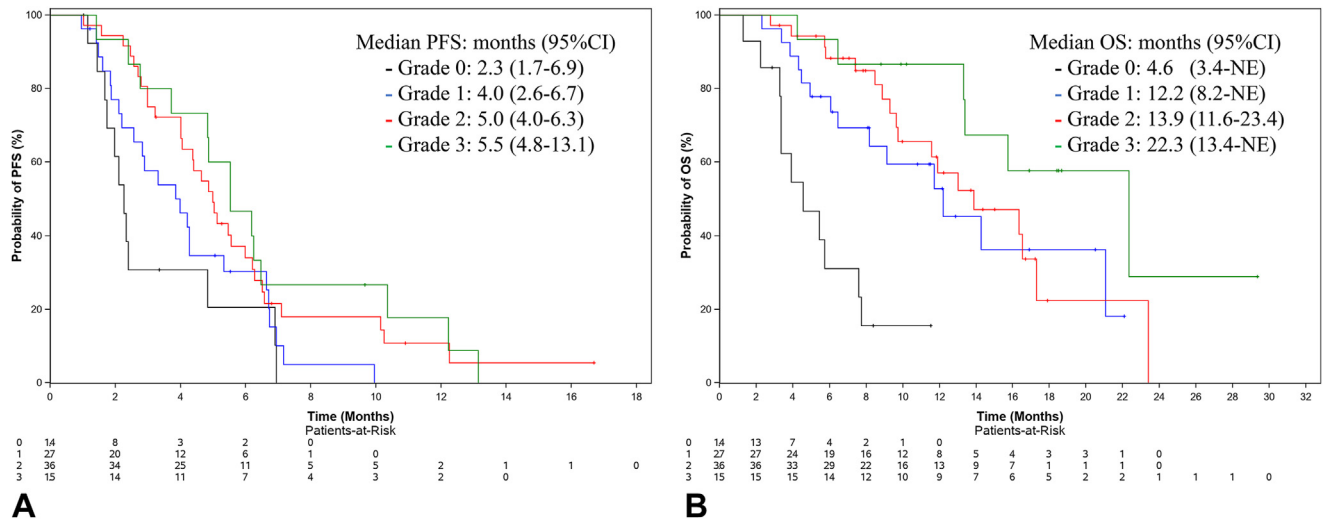 Median PFS: months (95%CI)
Grade 0: 2.3 (1.7-6.9)
Grade 1: 4.0 (2.6-6.7)
Grade 2: 5.0 (4.0-6.3)
Grade 3: 5.5 (4.8-13.1)
Probability of PFS (%)
100
80
60
40
20
0
0 2 4 6 8 10 12 14 16 18
Time (Months)
Patients-at-Risk
0 14 8 3 2 0
1 27 20 12 6 1 0
2 36 34 25 11 5 5 2 1 1 0
3 15 14 11 7 4 3 2 0
A
Median OS: months (95%CI)
Grade 0: 4.6 (3.4-NE)
Grade 1: 12.2 (8.2-NE)
Grade 2: 13.9 (11.6-23.4)
Grade 3: 22.3 (13.4-NE)
Probability of OS (%)
100
80
60
40
20
0
0 2 4 6 8 10 12 14 16 18 20 22 24 26 28 30 32
Time (Months)
Patients-at-Risk
0 14 13 7 4 2 1 0
1 27 27 24 19 16 12 8 5 4 3 3 1 0
2 36 36 33 29 22 16 13 9 7 1 1 1 0
3 15 15 15 14 12 10 9 7 6 5 2 2 1 1 1 0
B